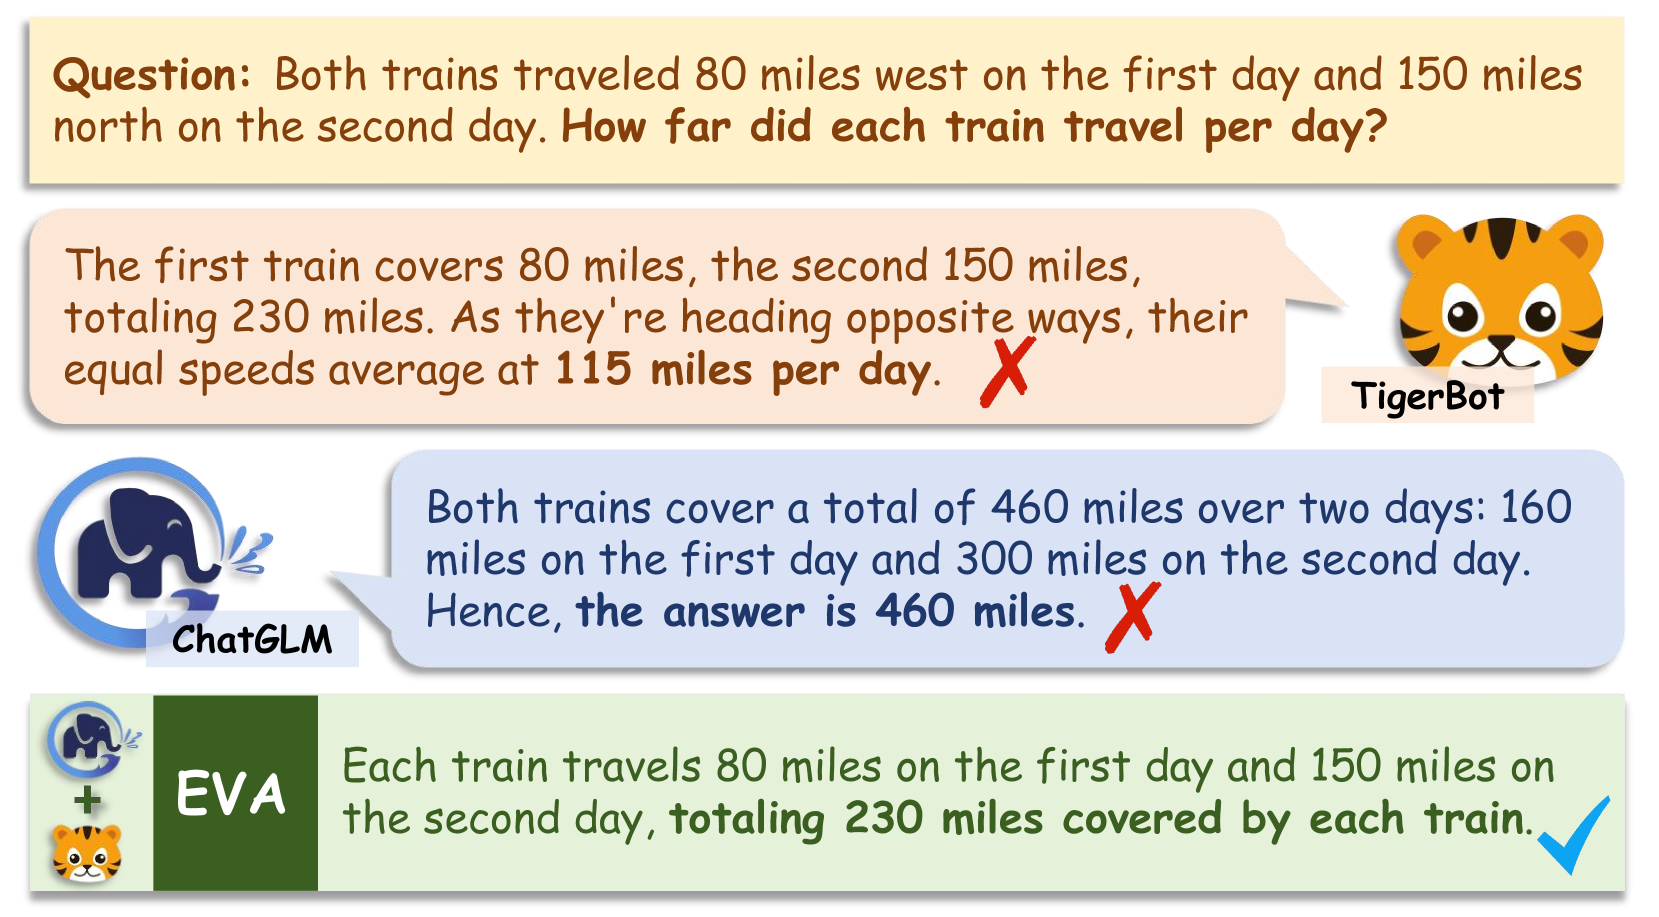 Question: Both trains traveled 80 miles west on the first day and 150 miles
north on the second day. How far did each train travel per day?
The first train covers 80 miles, the second 150 miles,
totaling 230 miles. As they're heading opposite ways, their
equal speeds average at 115 miles per day.
TigerBot
Both trains cover a total of 460 miles over two days: 160
miles on the first day and 300 miles on the second day.
Hence, the answer is 460 miles.
ChatGLM
+
EVA
Each train travels 80 miles on the first day and 150 miles on
the second day, totaling 230 miles covered by each train.